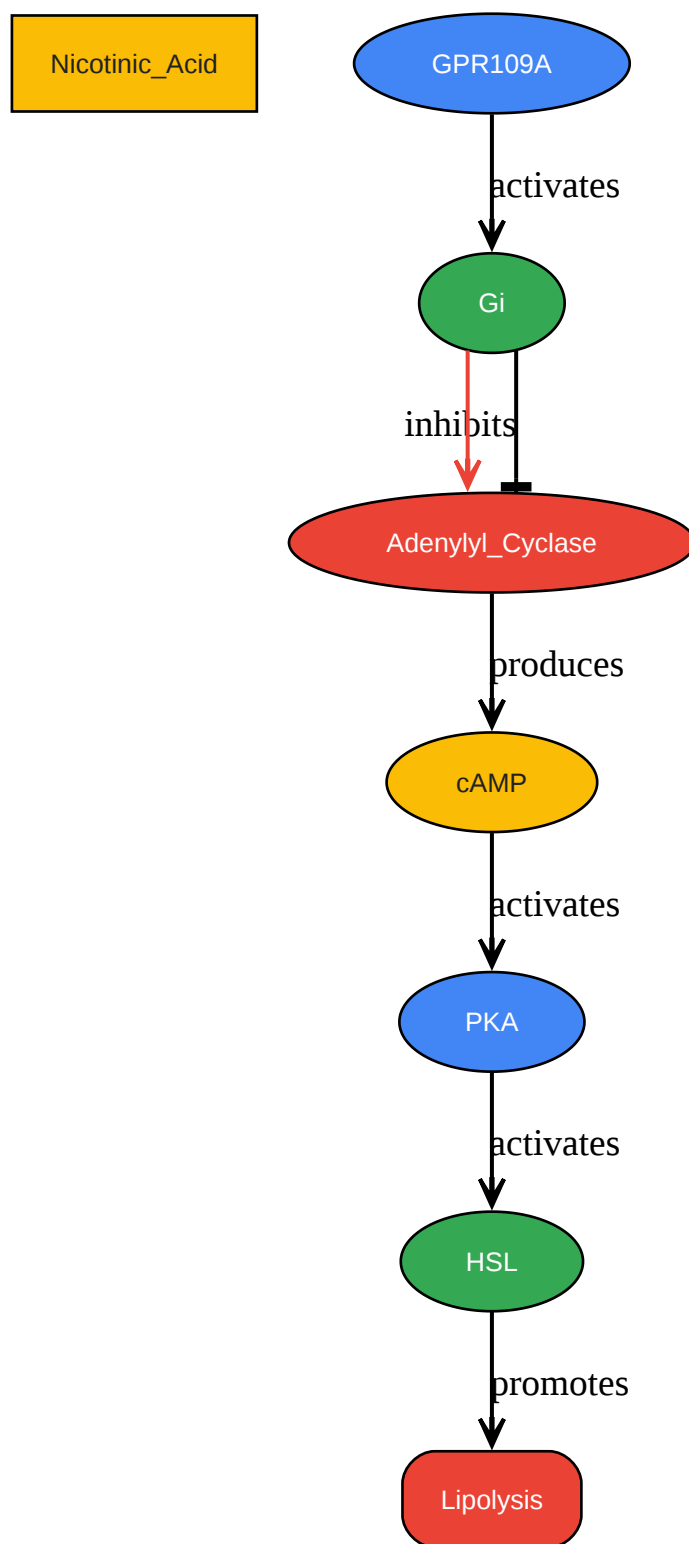 Nicotinic_Acid
GPR109A
activates
Gi
inhibits
Adenylyl_Cyclase
produces
cAMP
activates
PKA
activates
HSL
promotes
Lipolysis